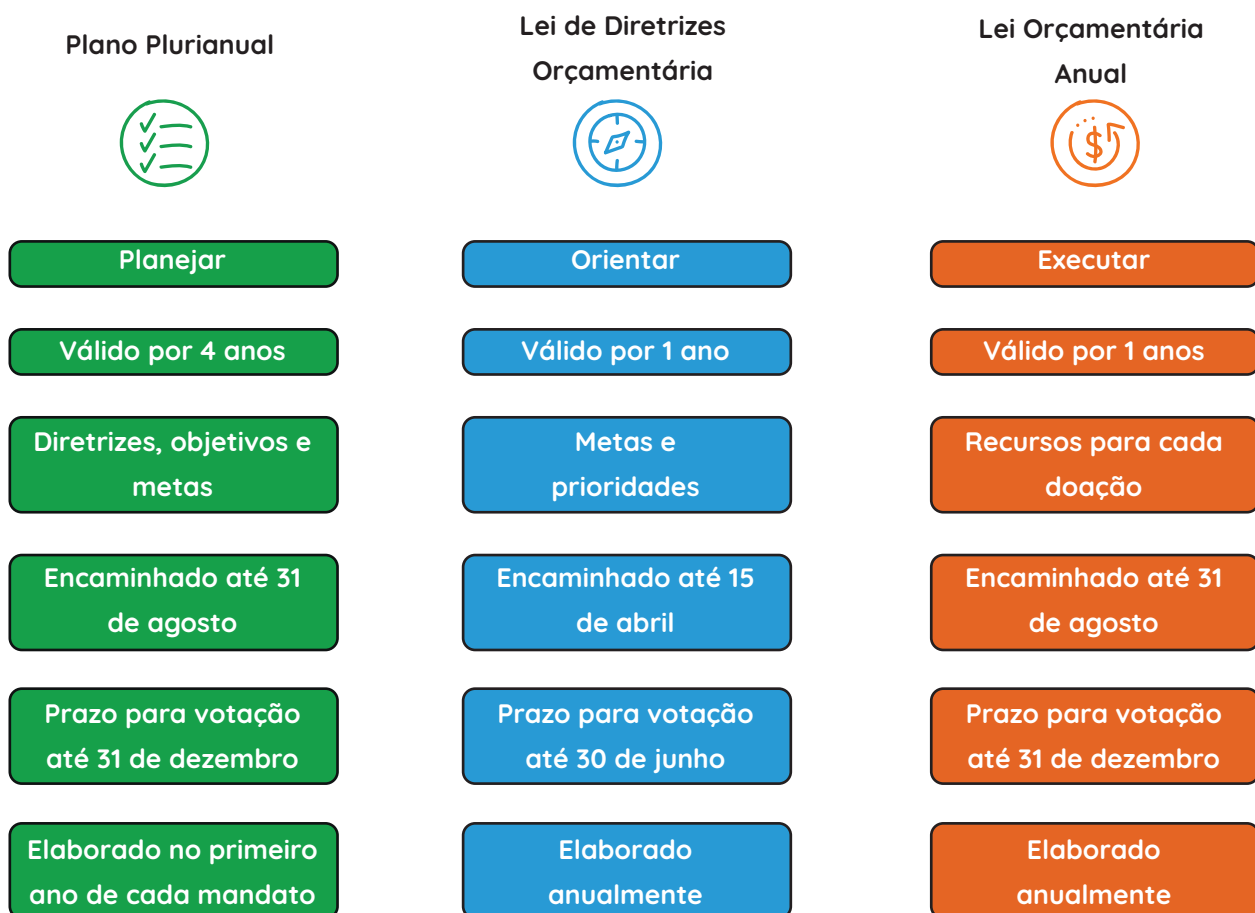 Plano Plurianual
Planejar
Válido por 4 anos
Diretrizes, objetivos e
metas
Encaminhado até 31
de agosto
Prazo para votação
até 31 de dezembro
Elaborado no primeiro
ano de cada mandato
Lei de Diretrizes
Orçamentária
Orientar
Válido por 1 ano
Metas e
prioridades
Encaminhado até 15
de abril
Prazo para votação
até 30 de junho
Elaborado
anualmente
Lei Orçamentária
Anual
$
Executar
Válido por 1 anos
Recursos para cada
doação
Encaminhado até 31
de agosto
Prazo para votação
até 31 de dezembro
Elaborado
anualmente